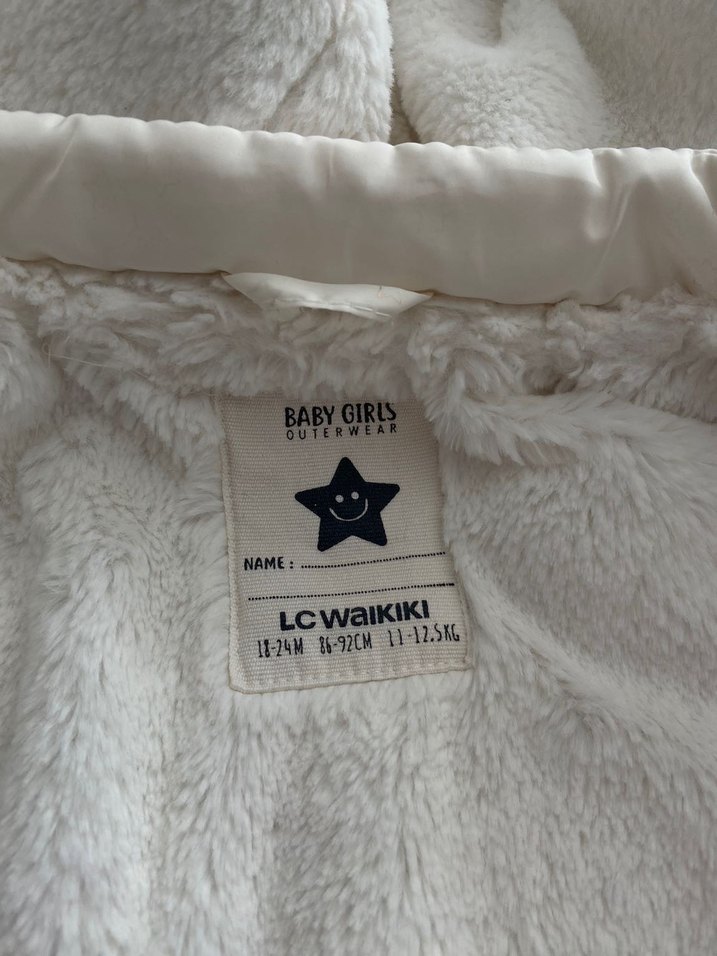 BABY GIRLS
OUTERWEAR
NAME :
LC WAIKIKI
18-24M 86-92CM 11-12.5KG